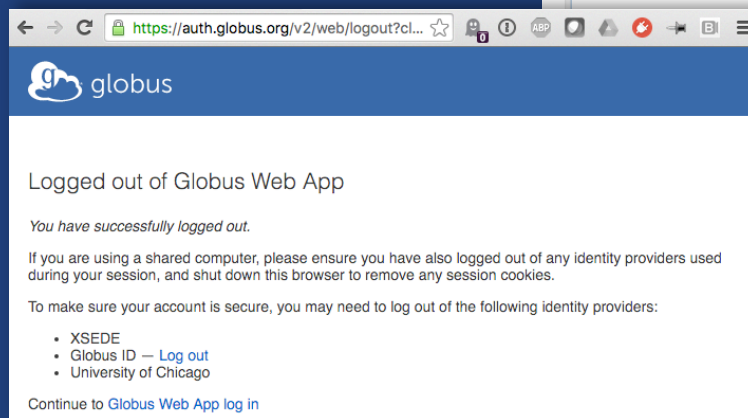 https://auth.globus.org/v2/web/logout?cl...
0
ABP
globus
Logged out of Globus Web App
You have successfully logged out.
If you are using a shared computer, please ensure you have also logged out of any identity providers used
during your session, and shut down this browser to remove any session cookies.
To make sure your account is secure, you may need to log out of the following identity providers:
• XSEDE
• Globus ID — Log out
• University of Chicago
Continue to Globus Web App log in